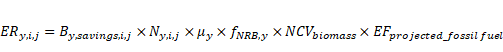 ER_{y,i,j} = B_{y,savings,i,j} × N_{y,i,j} × μ_y × f_{NRB,y} × NCV_{biomass} × EF_{projected_fossil fuel}